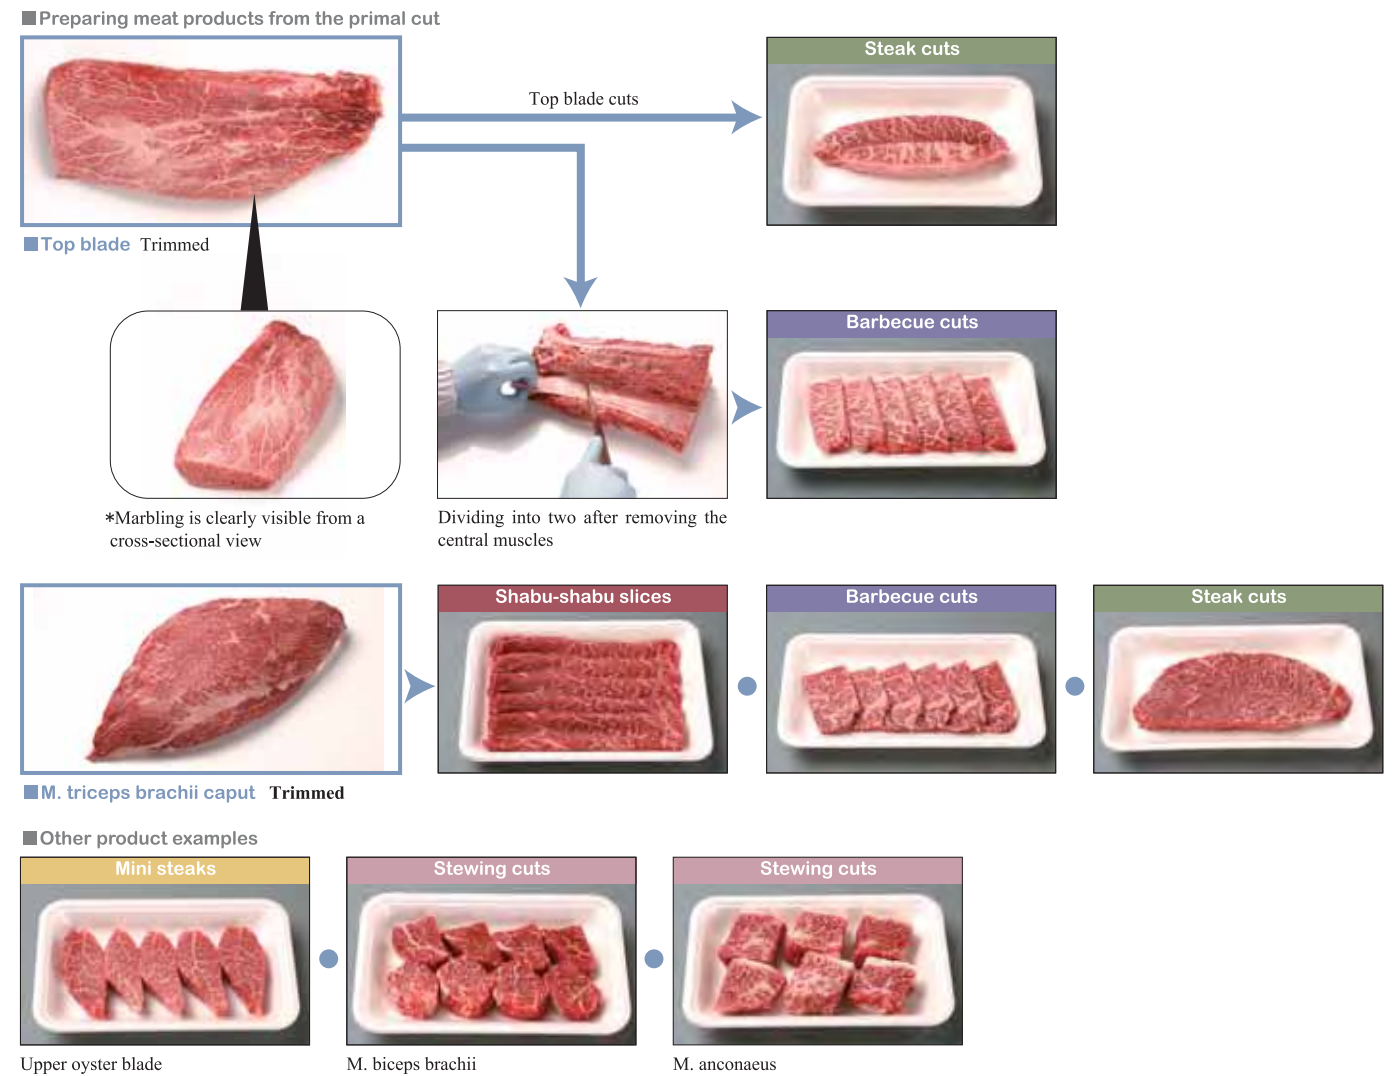 Preparing meat products from the primal cut
Top blade cuts
Steak cuts
Top blade Trimmed
Barbecue cuts
*Marbling is clearly visible from a
cross-sectional view
Dividing into two after removing the
central muscles
Shabu-shabu slices
Barbecue cuts
Steak cuts
M. triceps brachii caput Trimmed
Other product examples
Mini steaks
Stewing cuts
Stewing cuts
Upper oyster blade
M. biceps brachii
M. anconaeus